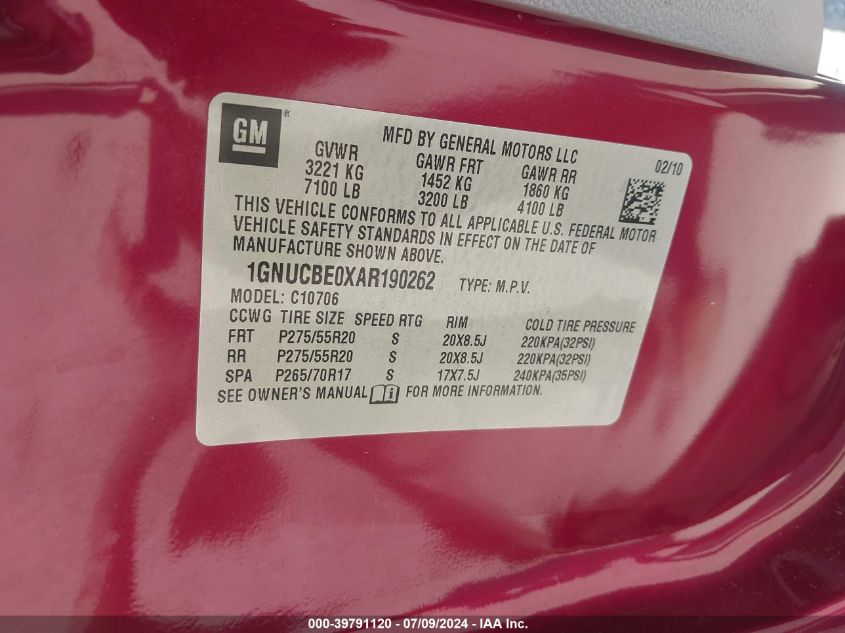 GM ®
MFD BY GENERAL MOTORS LLC
02/10
GVWR GAWR FRT GAWR RR
3221 KG 1452 KG 1860 KG
7100 LB 3200 LB 4100 LB
THIS VEHICLE CONFORMS TO ALL APPLICABLE U.S. FEDERAL MOTOR
VEHICLE SAFETY STANDARDS IN EFFECT ON THE DATE OF
MANUFACTURE SHOWN ABOVE.
1GNUCBE0XAR190262 TYPE: M.P.V.
MODEL: C10706
CCWG TIRE SIZE SPEED RTG RIM COLD TIRE PRESSURE
FRT P275/55R20 S 20X8.5J 220KPA(32PSI)
RR P275/55R20 S 20X8.5J 220KPA(32PSI)
SPA P265/70R17 S 17X7.5J 240KPA(35PSI)
SEE OWNER'S MANUAL i FOR MORE INFORMATION.
000-39791120 - 07/09/2024 - IAAI Inc.